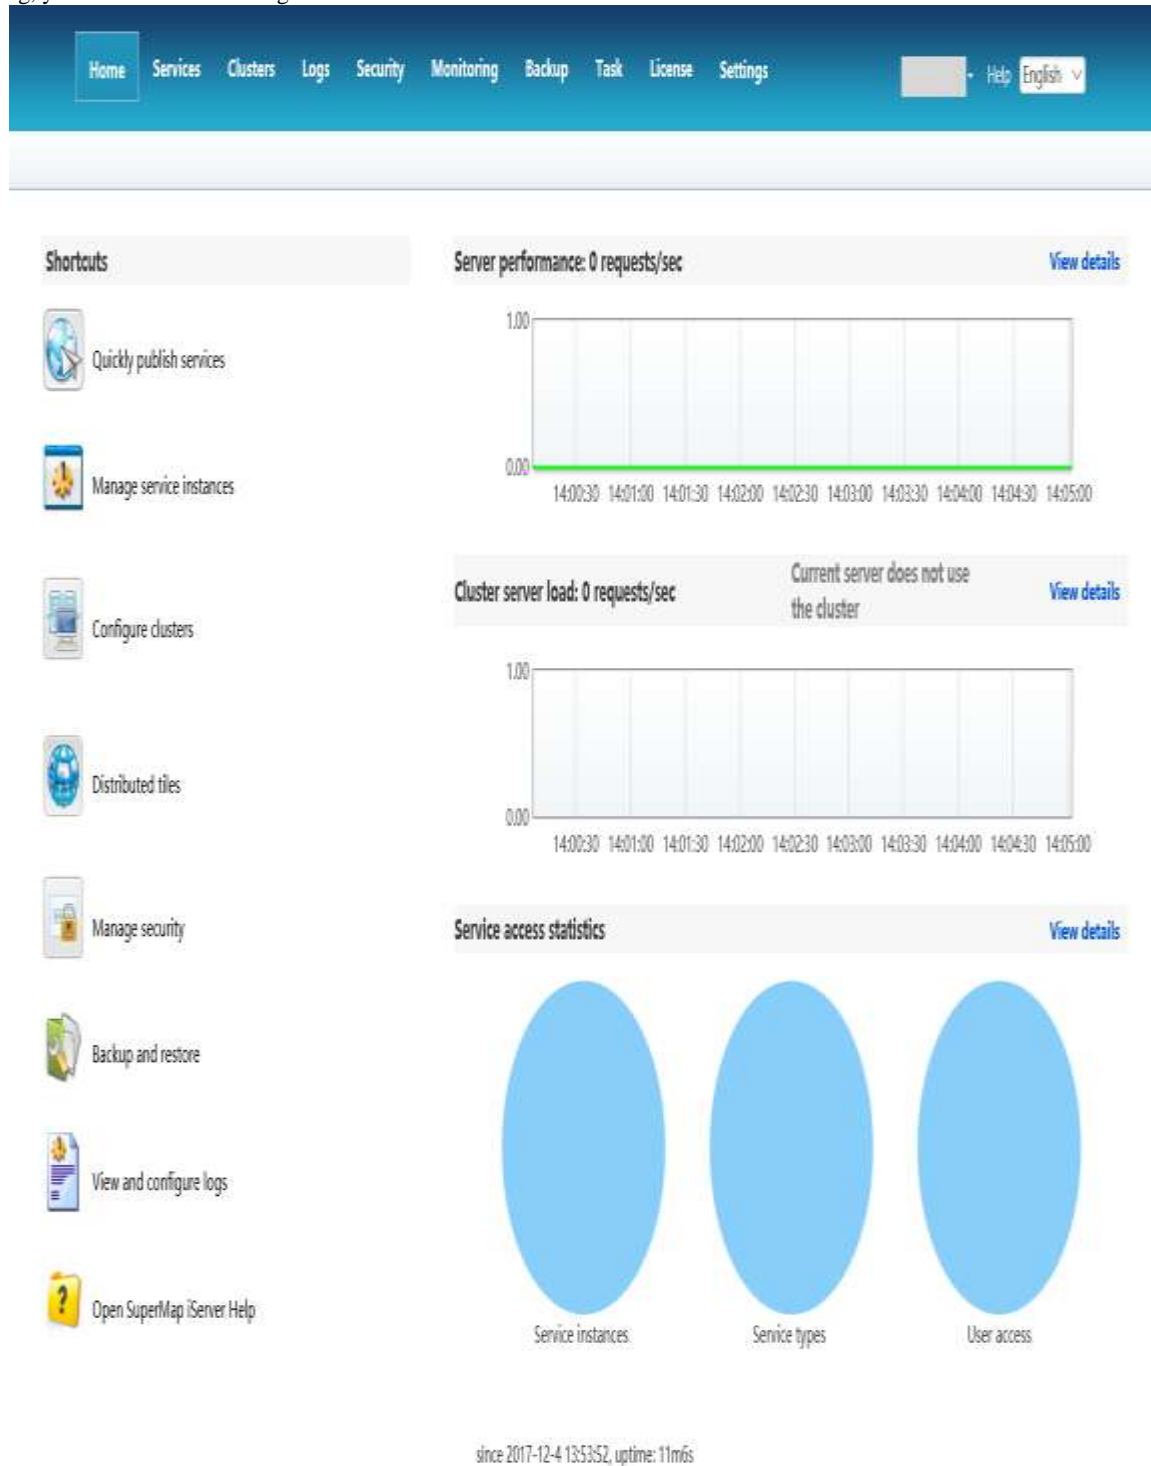 Home Services Clusters Logs Security Monitoring Backup Task License Settings Help English
Shortcuts
Quickly publish services
Manage service instances
Configure clusters
Distributed tiles
Manage security
Backup and restore
View and configure logs
Open SuperMap iServer Help
Server performance: 0 requests/sec View details
1.00
0.00
14:00:30 14:01:00 14:01:30 14:02:00 14:02:30 14:03:00 14:03:30 14:04:00 14:04:30 14:05:00
Cluster server load: 0 requests/sec Current server does not use the cluster View details
1.00
0.00
14:00:30 14:01:00 14:01:30 14:02:00 14:02:30 14:03:00 14:03:30 14:04:00 14:04:30 14:05:00
Service access statistics View details
Service instances Service types User access
since 2017-12-4 13:53:52, uptime: 11m6s